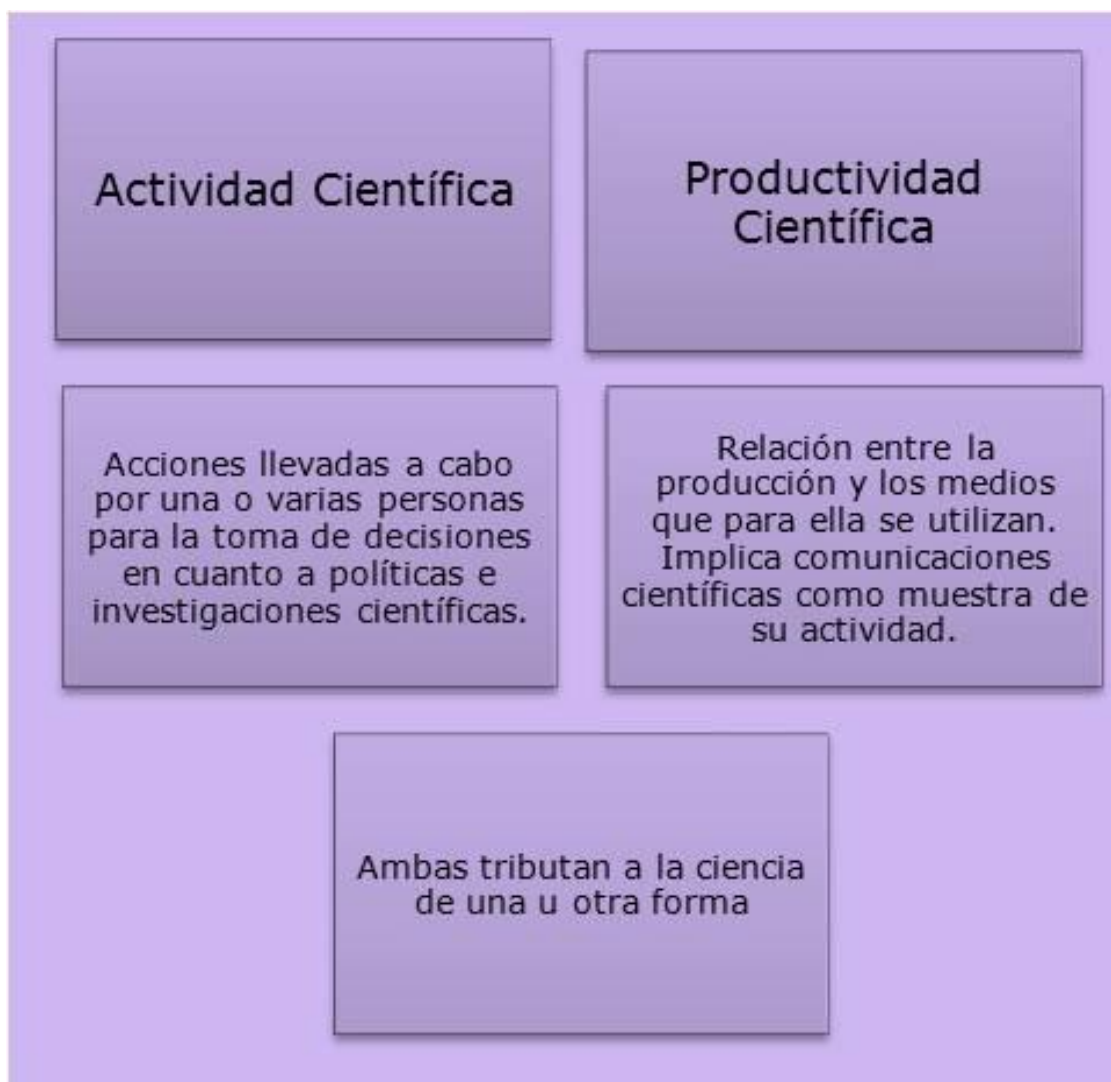 Actividad Científica
Productividad
Científica
Acciones llevadas a cabo
por una o varias personas
para la toma de decisiones
en cuanto a políticas e
investigaciones científicas.
Relación entre la
producción y los medios
que para ella se utilizan.
Implica comunicaciones
científicas como muestra de
su actividad.
Ambas tributan a la ciencia
de una u otra forma